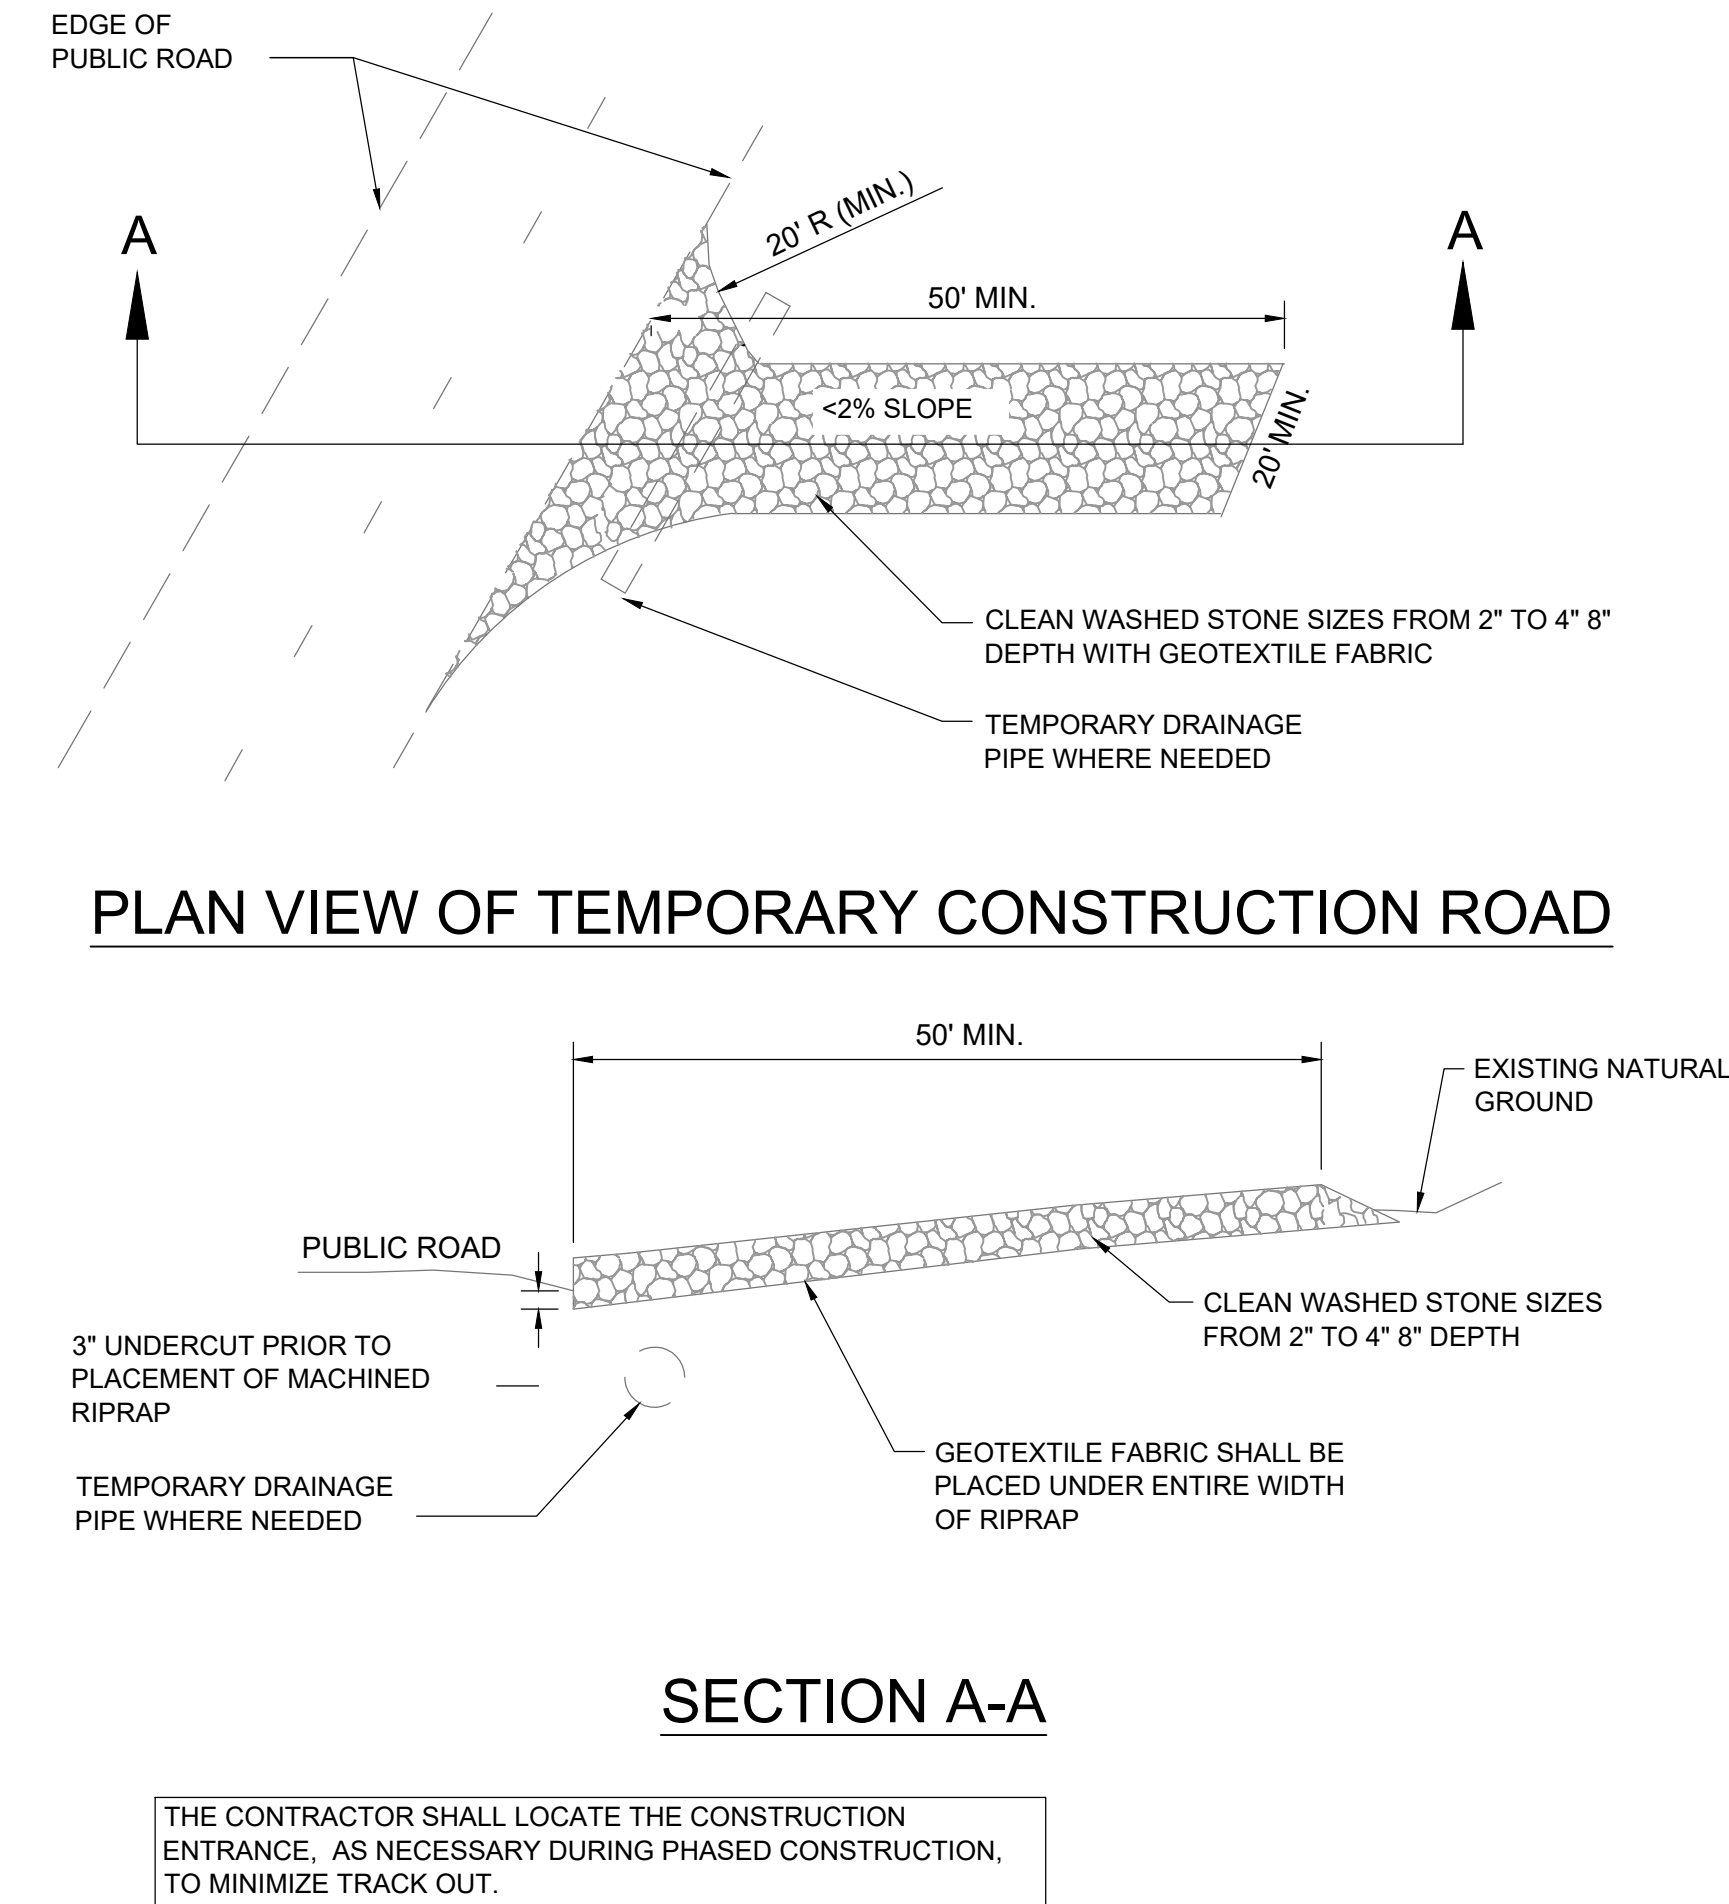 EDGE OF
PUBLIC ROAD
A
A
20' R (MIN.)
50' MIN.
<2% SLOPE
20' MIN.
CLEAN WASHED STONE SIZES FROM 2" TO 4" 8"
DEPTH WITH GEOTEXTILE FABRIC
TEMPORARY DRAINAGE
PIPE WHERE NEEDED
PLAN VIEW OF TEMPORARY CONSTRUCTION ROAD
50' MIN.
EXISTING NATURAL
GROUND
PUBLIC ROAD
CLEAN WASHED STONE SIZES
FROM 2" TO 4" 8" DEPTH
3" UNDERCUT PRIOR TO
PLACEMENT OF MACHINED
RIPRAP
GEOTEXTILE FABRIC SHALL BE
PLACED UNDER ENTIRE WIDTH
OF RIPRAP
TEMPORARY DRAINAGE
PIPE WHERE NEEDED
SECTION A-A
THE CONTRACTOR SHALL LOCATE THE CONSTRUCTION
ENTRANCE, AS NECESSARY DURING PHASED CONSTRUCTION,
TO MINIMIZE TRACK OUT.